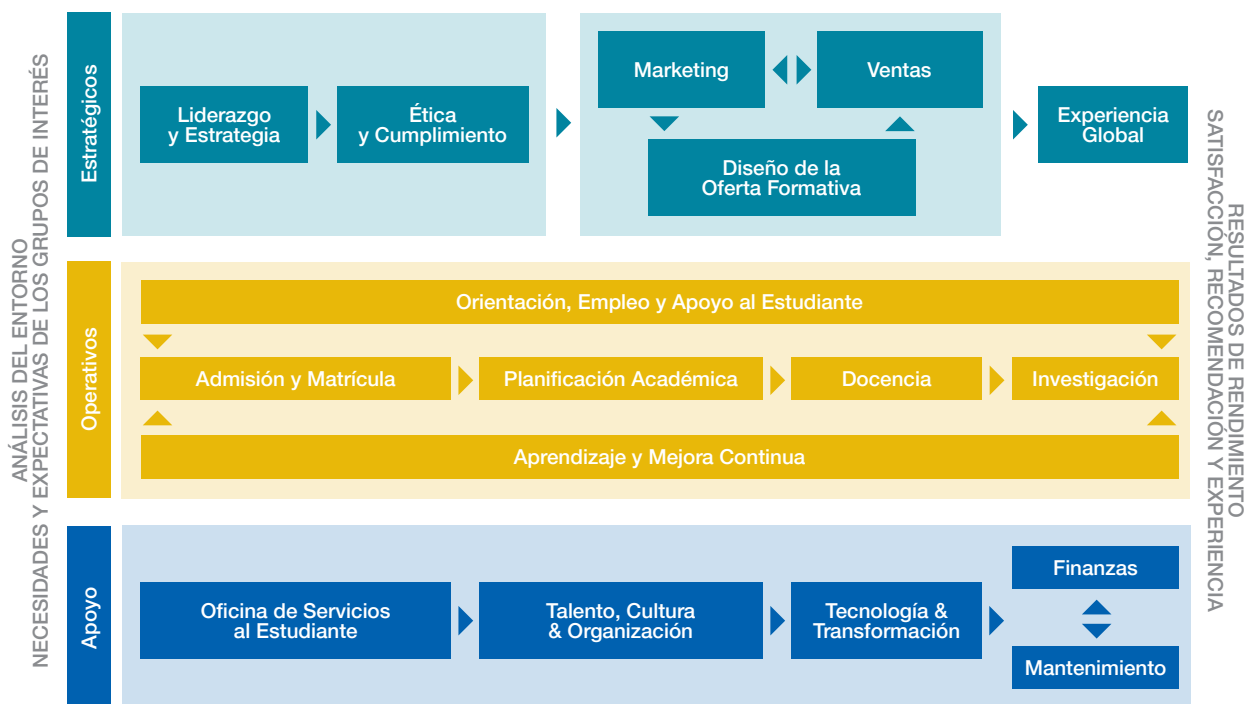 ANÁLISIS DEL ENTORNO
NECESIDADES Y EXPECTATIVAS DE LOS GRUPOS DE INTERÉS
Estratégicos
Liderazgo
y Estrategia
Ética
y Cumplimiento
Marketing
Ventas
Diseño de la
Oferta Formativa
Experiencia
Global
Operativos
Orientación, Empleo y Apoyo al Estudiante
Admisión y Matrícula
Planificación Académica
Docencia
Investigación
Aprendizaje y Mejora Continua
Apoyo
Oficina de Servicios
al Estudiante
Talento, Cultura
& Organización
Tecnología &
Transformación
Finanzas
Mantenimiento
RESULTADOS DE RENDIMIENTO
SATISFACCIÓN, RECOMENDACIÓN Y EXPERIENCIA